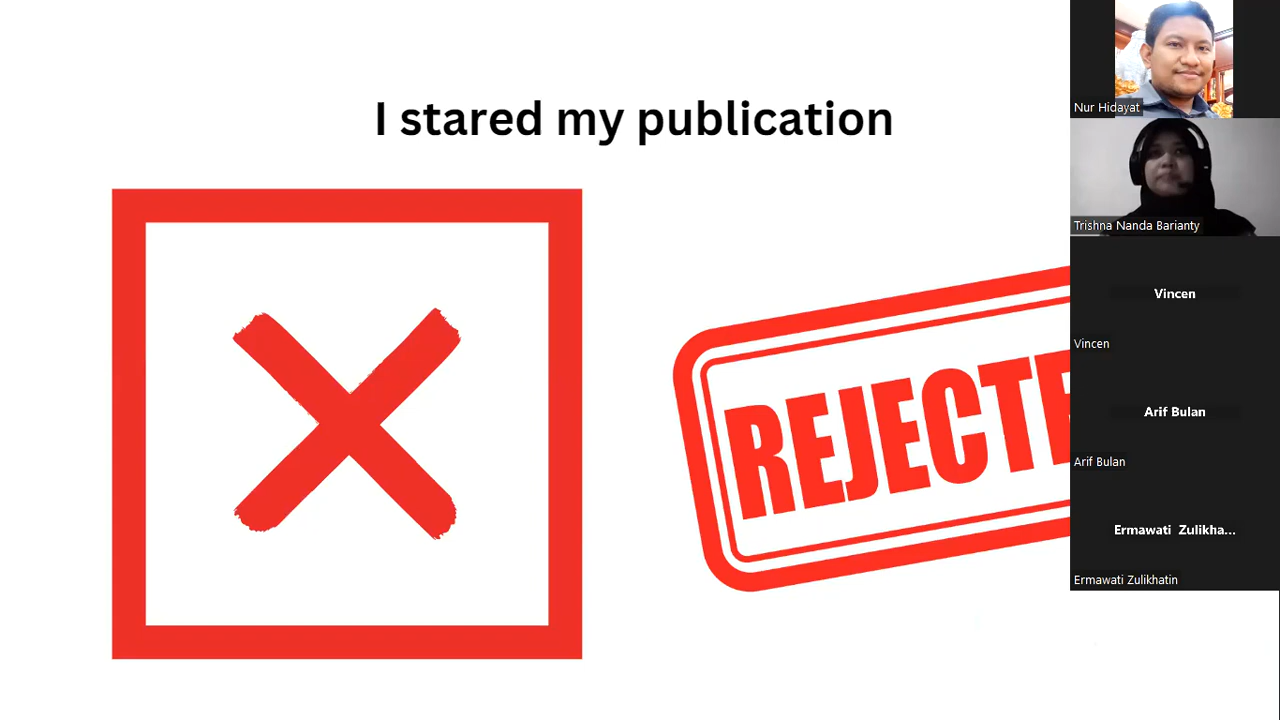 I stared my publication
REJECTE
Nur Hidayat
Trishna Nanda Barianty
Vincen
Vincen
Arif Bulan
Arif Bulan
Ermawati Zulikha...
Ermawati Zulikhatin